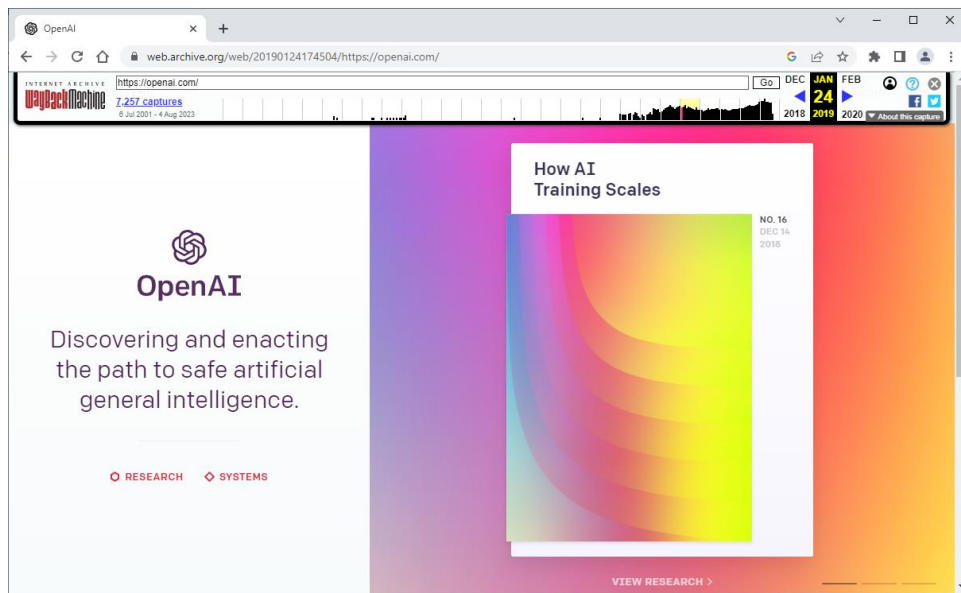 OpenAI
web.archive.org/web/20190124174504/https://openai.com/
INTERNET ARCHIVE
WayBackMachine
https://openai.com/
Go
DEC JAN FEB
7,257 captures
24
6 Jul 2001 - 4 Aug 2023
2018 2019 2020
About this capture
How AI
Training Scales
NO. 16
DEC 14
2018
OpenAI
Discovering and enacting
the path to safe artificial
general intelligence.
RESEARCH SYSTEMS
VIEW RESEARCH >